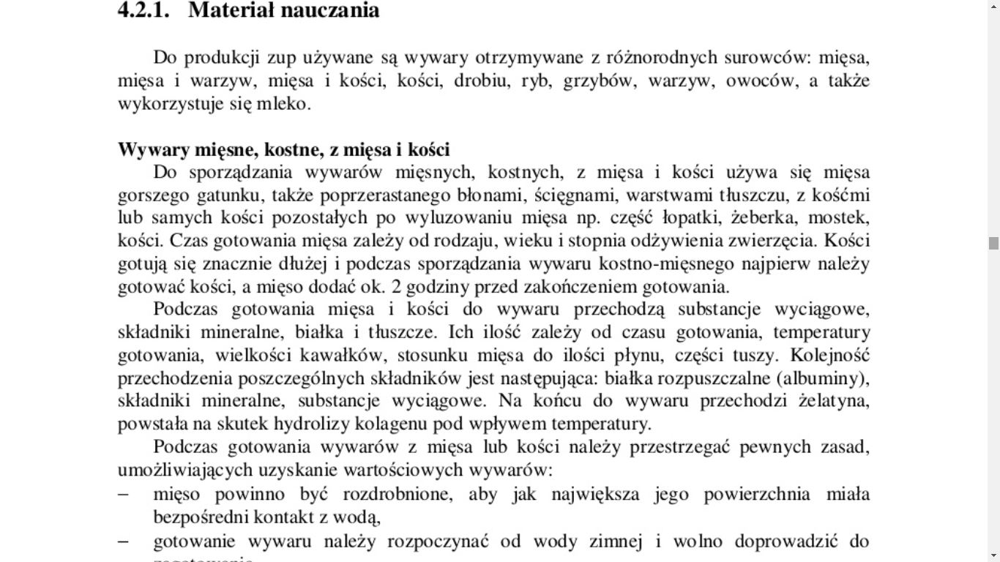 4.2.1. Materiał nauczania
Do produkcji zup używane są wywary otrzymywane z różnorodnych surowców: mięsa,
mięsa i warzyw, mięsa i kości, kości, drobiu, ryb, grzybów, warzyw, owoców, a także
wykorzystuje się mleko.
Wywary mięsne, kostne, z mięsa i kości
Do sporządzania wywarów mięsnych, kostnych, z mięsa i kości używa się mięsa
gorszego gatunku, także poprzerastanego błonami, ścięgnami, warstwami tłuszczu, z kośćmi
lub samych kości pozostałych po wyluzowaniu mięsa np. część łopatki, żeberka, mostek,
kości. Czas gotowania mięsa zależy od rodzaju, wieku i stopnia odżywienia zwierzęcia. Kości
gotują się znacznie dłużej i podczas sporządzania wywaru kostno-mięsnego najpierw należy
gotować kości, a mięso dodać ok. 2 godziny przed zakończeniem gotowania.
Podczas gotowania mięsa i kości do wywaru przechodzą substancje wyciągowe,
składniki mineralne, białka i tłuszcze. Ich ilość zależy od czasu gotowania, temperatury
gotowania, wielkości kawałków, stosunku mięsa do ilości płynu, części tuszy. Kolejność
przechodzenia poszczególnych składników jest następująca: białka rozpuszczalne (albuminy),
składniki mineralne, substancje wyciągowe. Na końcu do wywaru przechodzi żelatyna,
powstała na skutek hydrolizy kolagenu pod wpływem temperatury.
Podczas gotowania wywarów z mięsa lub kości należy przestrzegać pewnych zasad,
umożliwiających uzyskanie wartościowych wywarów:
– mięso powinno być rozdrobnione, aby jak największa jego powierzchnia miała
bezpośredni kontakt z wodą,
– gotowanie wywaru należy rozpoczynać od wody zimnej i wolno doprowadzić do